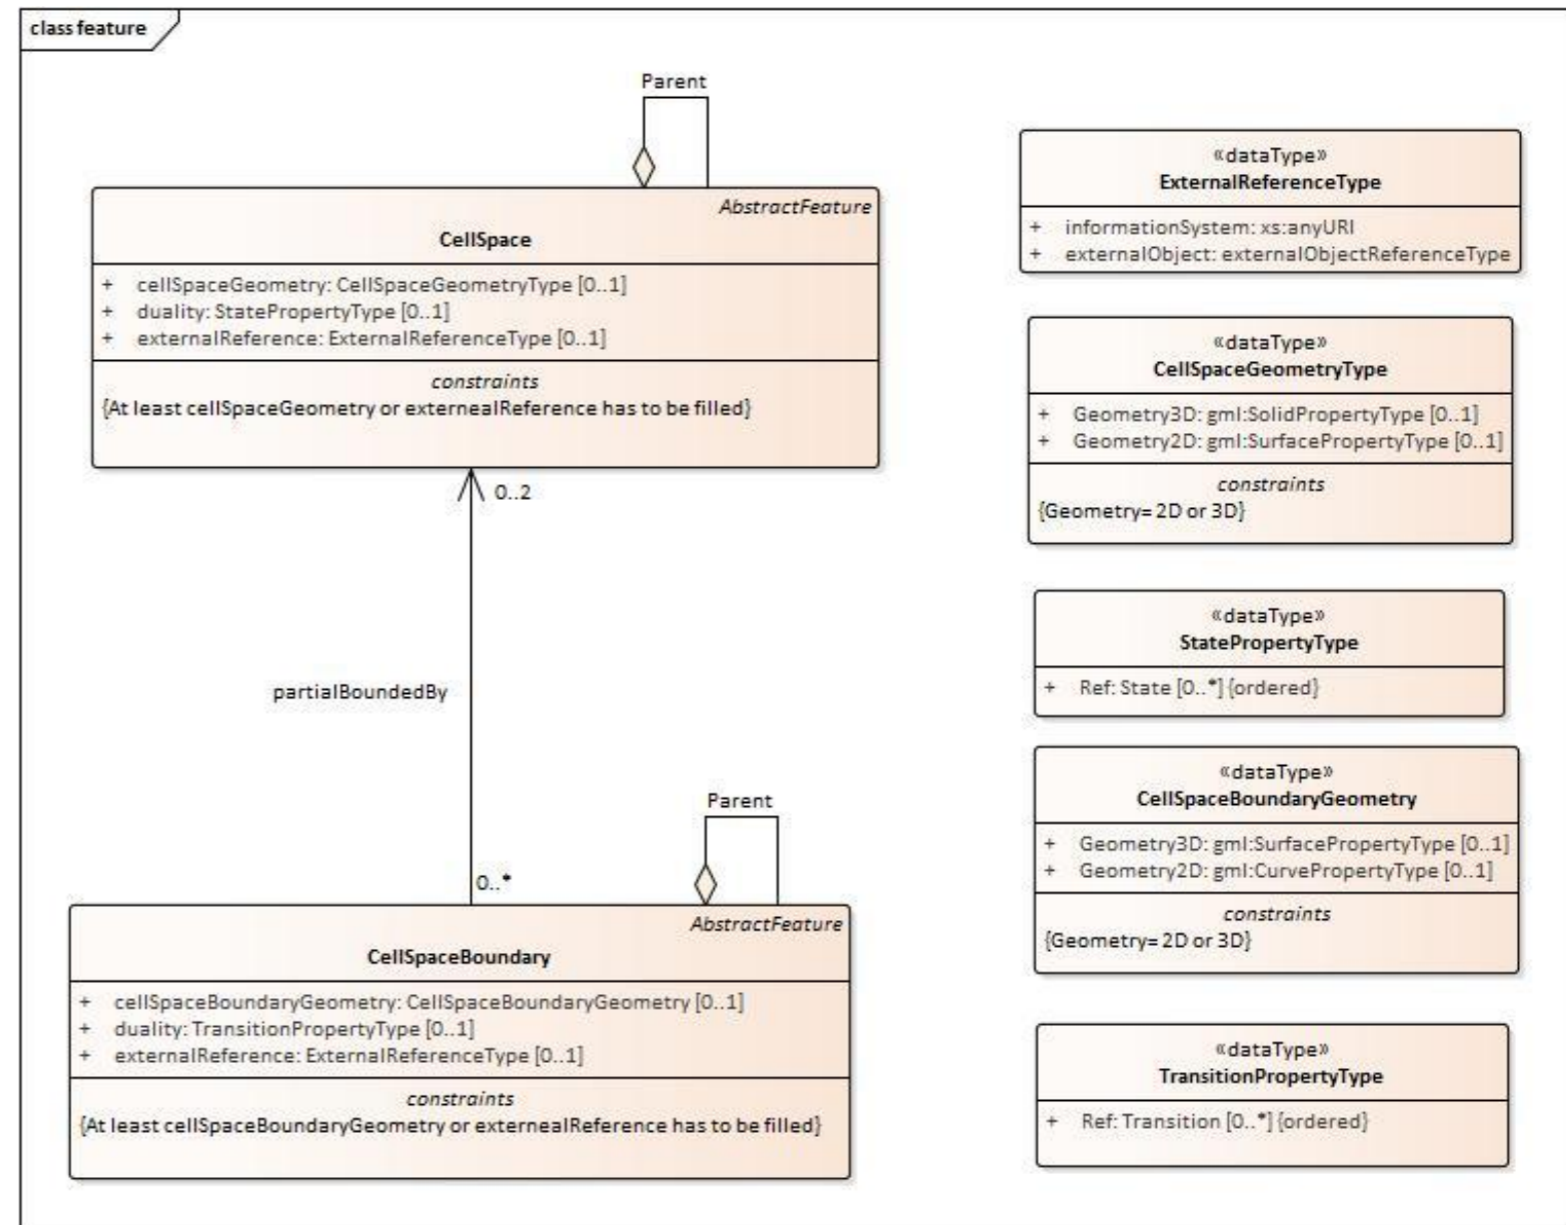 class feature
Parent
AbstractFeature
CellSpace
+ cellSpaceGeometry: CellSpaceGeometryType [0..1]
+ duality: StatePropertyType [0..1]
+ externalReference: ExternalReferenceType [0..1]
constraints
{At least cellSpaceGeometry or externealReference has to be filled}
0..2
partialBoundedBy
0..*
Parent
AbstractFeature
CellSpaceBoundary
+ cellSpaceBoundaryGeometry: CellSpaceBoundaryGeometry [0..1]
+ duality: TransitionPropertyType [0..1]
+ externalReference: ExternalReferenceType [0..1]
constraints
{At least cellSpaceBoundaryGeometry or externealReference has to be filled}
«dataType»
ExternalReferenceType
+ informationSystem: xs:anyURI
+ externalObject: externalObjectReferenceType
«dataType»
CellSpaceGeometryType
+ Geometry3D: gml:SolidPropertyType [0..1]
+ Geometry2D: gml:SurfacePropertyType [0..1]
constraints
{Geometry= 2D or 3D}
«dataType»
StatePropertyType
+ Ref: State [0..*] {ordered}
«dataType»
CellSpaceBoundaryGeometry
+ Geometry3D: gml:SurfacePropertyType [0..1]
+ Geometry2D: gml:CurvePropertyType [0..1]
constraints
{Geometry= 2D or 3D}
«dataType»
TransitionPropertyType
+ Ref: Transition [0..*] {ordered}